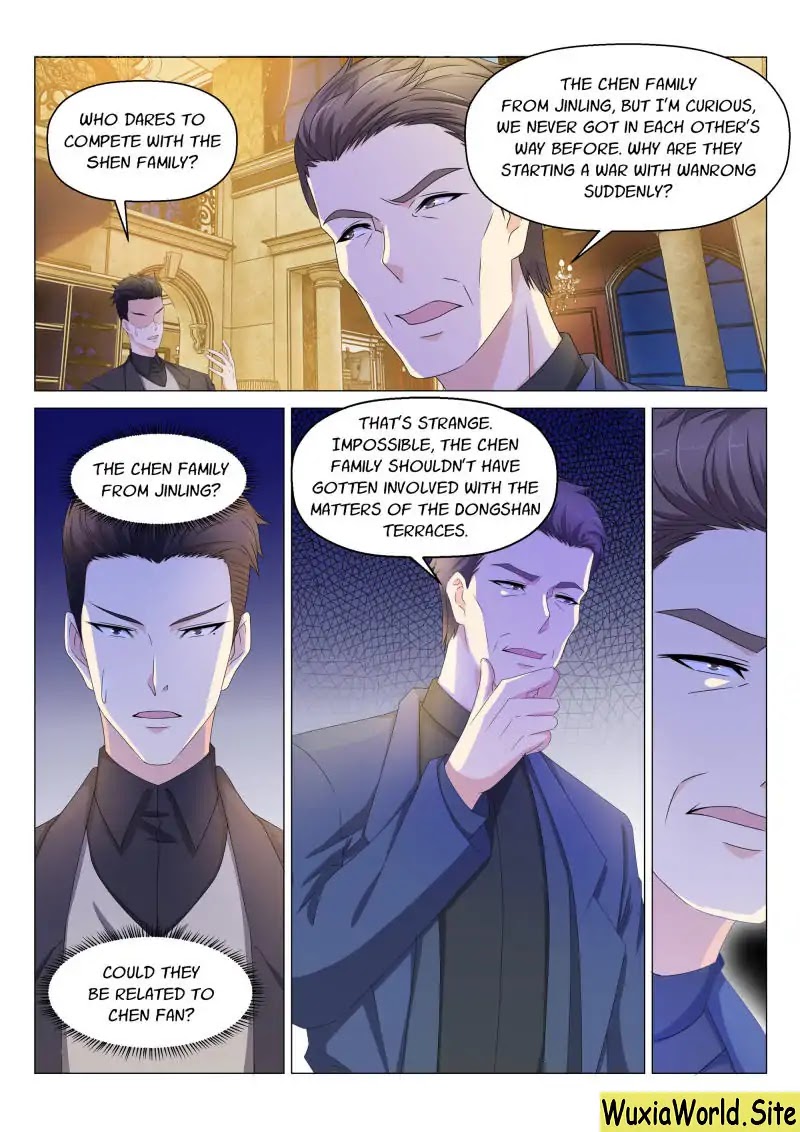 WHO DARES TO
COMPETE WITH THE
SHEN FAMILY?
THE CHEN FAMILY
FROM JINLING, BUT I'M CURIOUS,
WE NEVER GOT IN EACH OTHER'S
WAY BEFORE. WHY ARE THEY
STARTING A WAR WITH WANRONG
SUDDENLY?
THE CHEN FAMILY
FROM JINLING?
COULD THEY
BE RELATED TO
CHEN FAN?
THAT'S STRANGE.
IMPOSSIBLE, THE CHEN
FAMILY SHOULDN'T HAVE
GOTTEN INVOLVED WITH THE
MATTERS OF THE DONGSHAN
TERRACES.
WuxiaWorld.Site